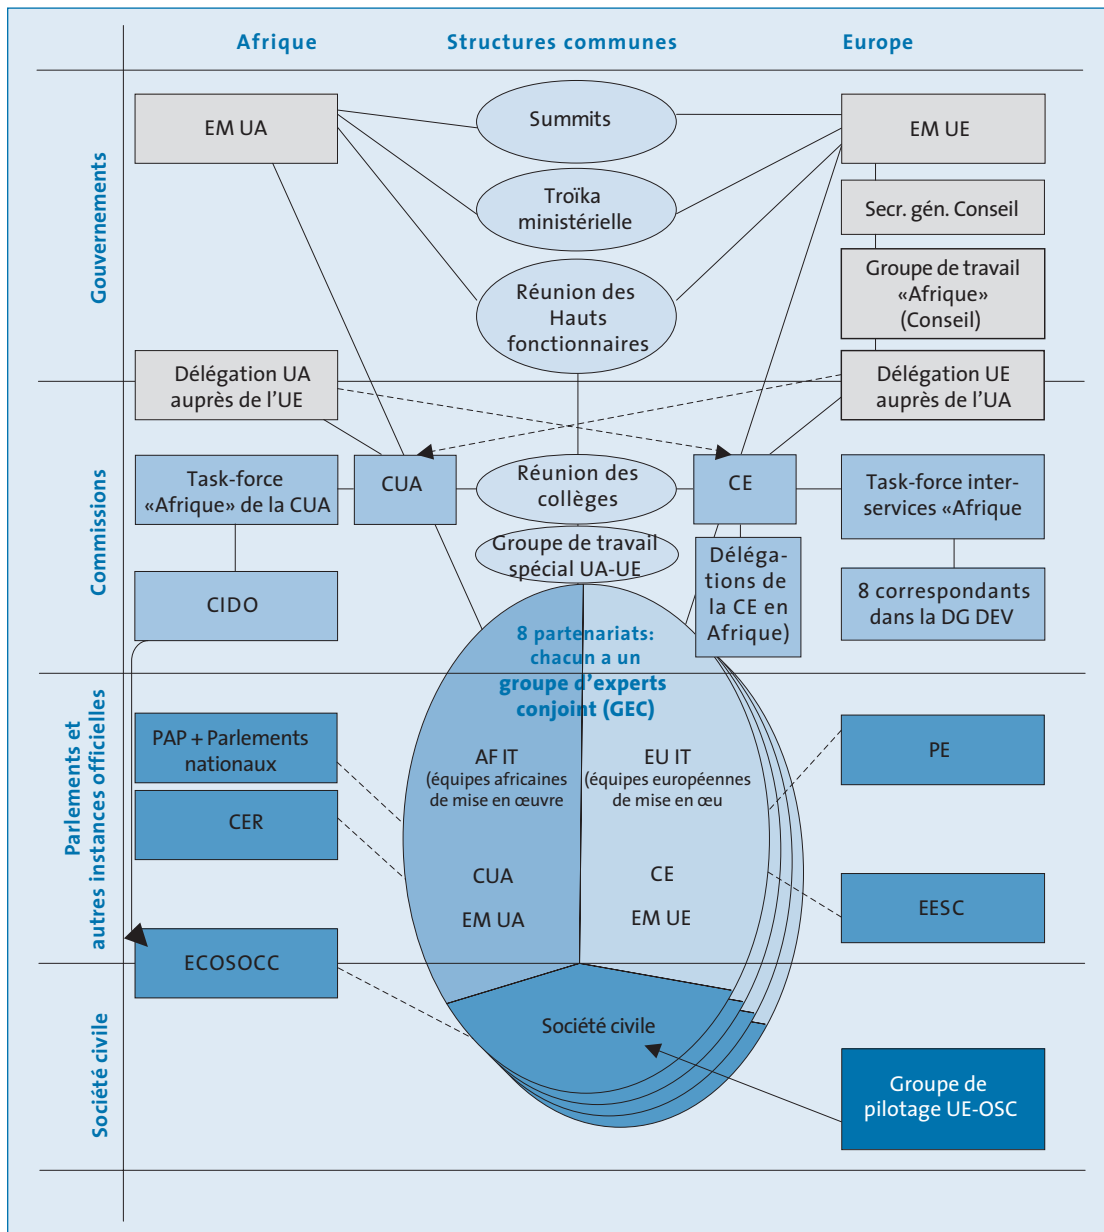 Afrique
Structures communes
Europe
Gouvernements
EM UA
Summits
EM UE
Troïka
ministérielle
Secr. gén. Conseil
Réunion des
Hauts
fonctionnaires
Groupe de travail
«Afrique»
(Conseil)
Délégation UA
auprès de l'UE
Délégation UE
auprès de l'UA
Commissions
Task-force
«Afrique» de la CUA
CUA
Réunion des
collèges
CE
Task-force inter-
services «Afrique
Groupe de travail
spécial UA-UE
Déléga-
tions de
la CE en
Afrique)
CIDO
8 correspondants
dans la DG DEV
8 partenariats:
chacun a un
groupe d'experts
conjoint (GEC)
Parlements et
autres instances officielles
PAP + Parlements
nationaux
AF IT
(équipes africaines
de mise en œuvre
EU IT
(équipes européennes
de mise en œu
PE
CER
CUA
EM UA
CE
EM UE
EESC
ECOSOCC
Société civile
Société civile
Groupe de
pilotage UE-OSC